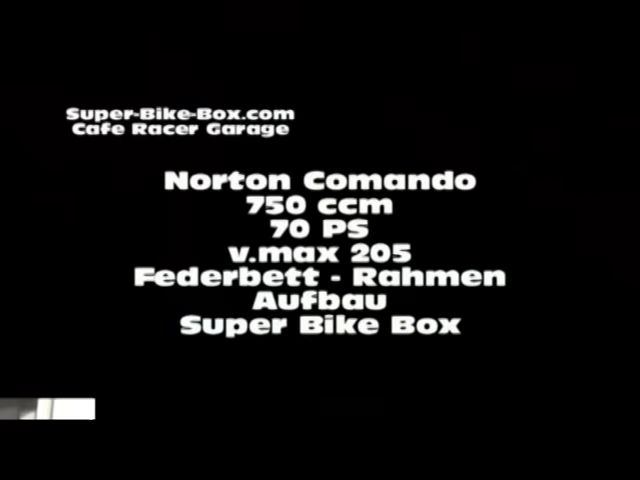 Super-Bike-Box.com
Cafe Racer Garage
Norton Comando
750 ccm
70 PS
v.max 205
Federbett - Rahmen
Aufbau
Super Bike Box